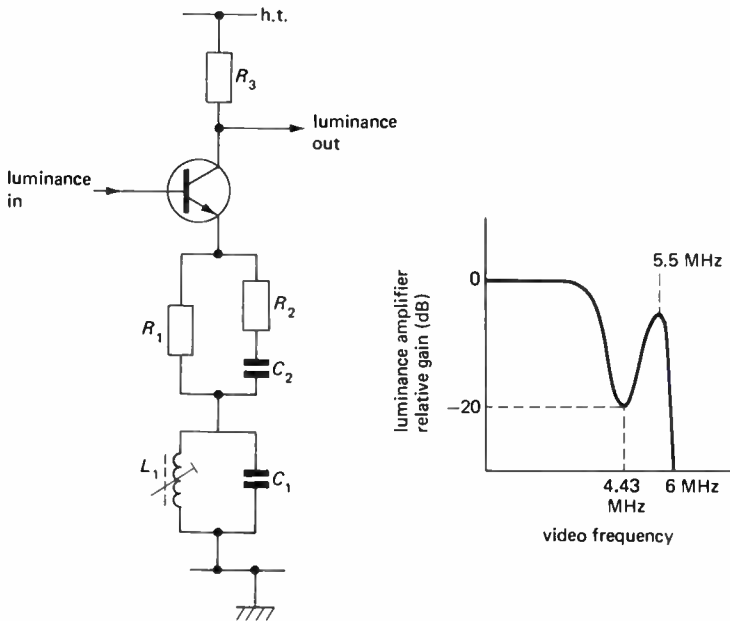 h.t.
R3
luminance
out
luminance
in
R2
R1
C2
L1
C1
luminance amplifier
relative gain (dB)
0
5.5 MHz
−20
4.43
MHz
6 MHz
video frequency